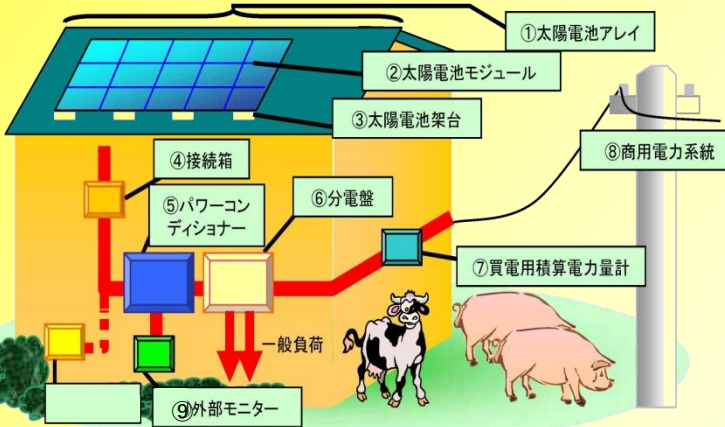 ①太陽電池アレイ
②太陽電池モジュール
③太陽電池架台
④接続箱
⑤パワーコン
ディショナー
⑥分電盤
⑧商用電力系統
⑦買電用積算電力量計
一般負荷
⑨外部モニター